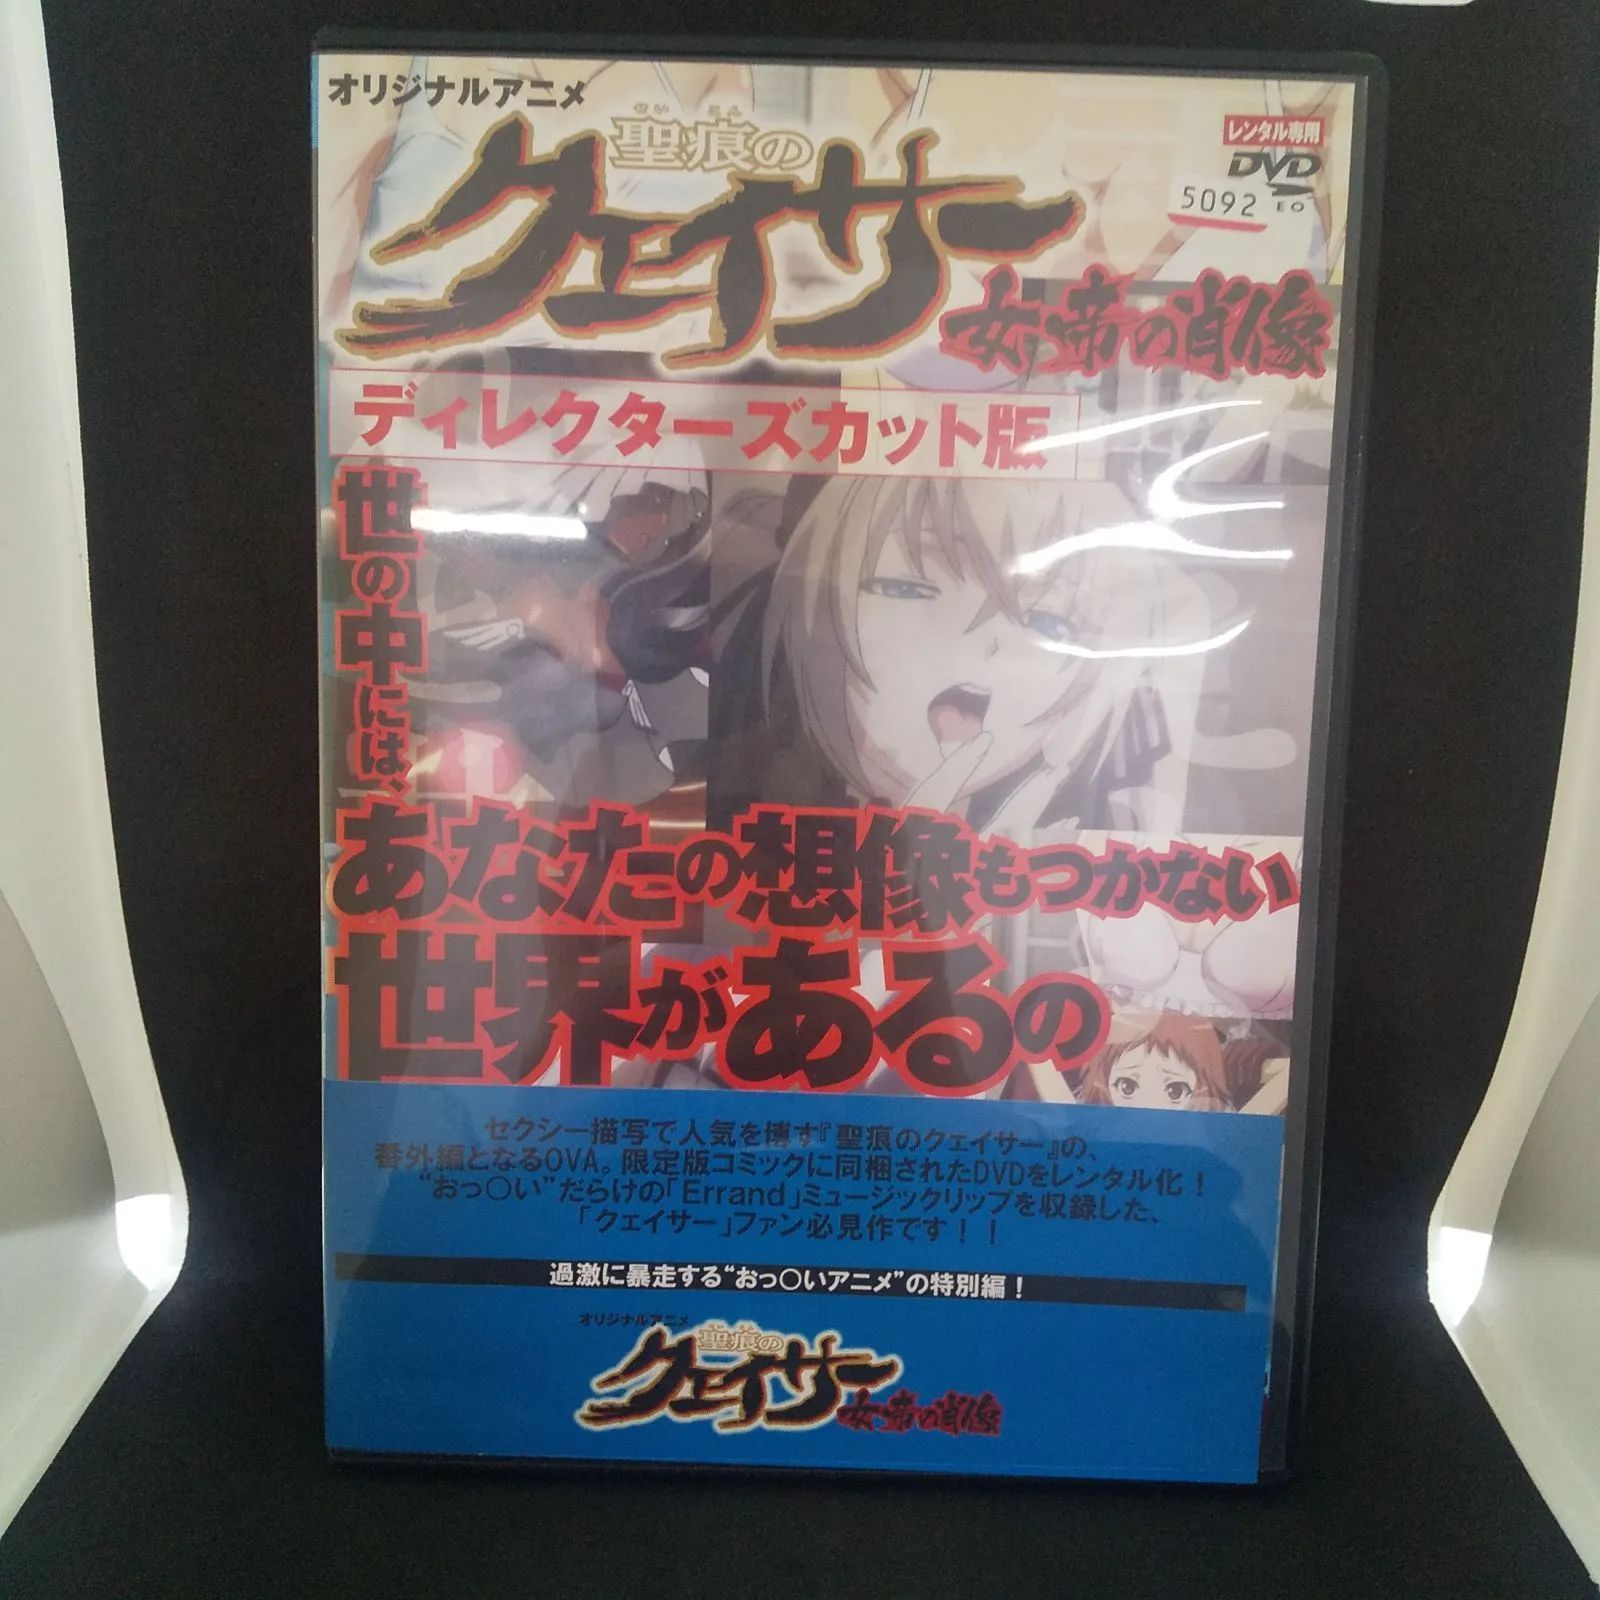 オリジナルアニメ
せいこん
聖痕の
クェイサー
女帝の肖像
レンタル専用
DVD
5092 EO
ディレクターズカット版
世の中には、
あなたの想像もつかない
世界があるの
セクシー描写で人気を博す『聖痕のクェイサー』の、
番外編となるOVA。限定版コミックに同梱されたDVDをレンタル化！
“おっ〇い”だらけの「Errand」ミュージックリップを収録した、
「クェイサー」ファン必見作です！！
過激に暴走する“おっ〇いアニメ”の特別編！
オリジナルアニメ
せいこん
聖痕の
クェイサー
女帝の肖像